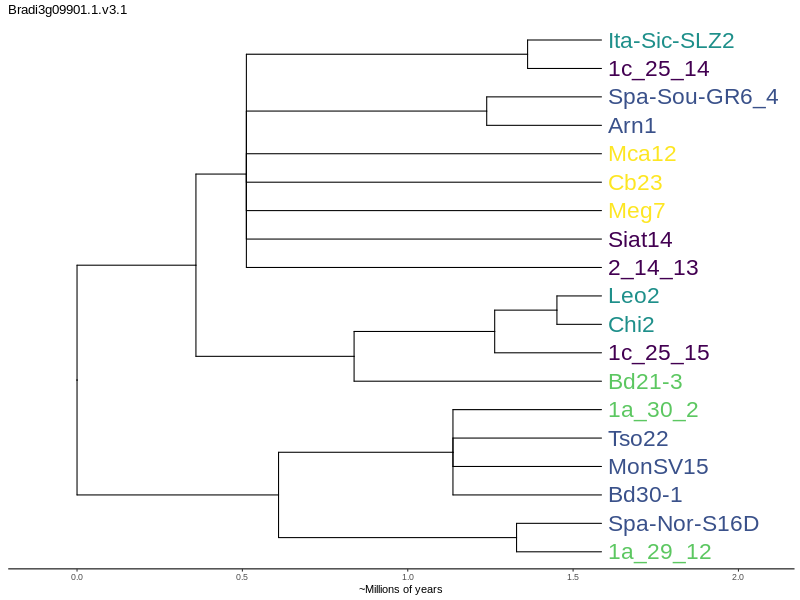 Bradi3g09901.1.v3.1
Ita-Sic-SLZ2
1c_25_14
Spa-Sou-GR6_4
Arn1
Mca12
Cb23
Meg7
Siat14
2_14_13
Leo2
Chi2
1c_25_15
Bd21-3
1a_30_2
Tso22
MonSV15
Bd30-1
Spa-Nor-S16D
1a_29_12
0.0 0.5 1.0 1.5 2.0
~Millions of years